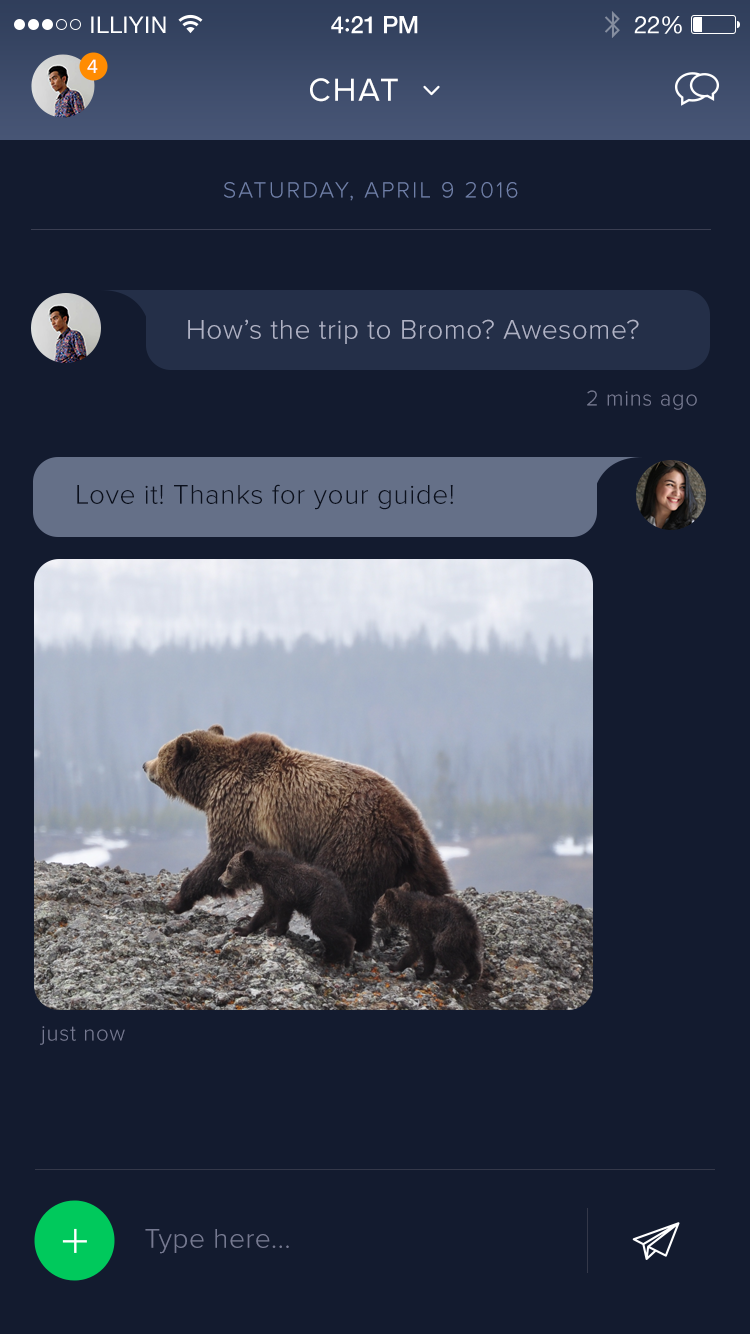 ILLIYIN 4:21 PM 22%
4
CHAT
SATURDAY, APRIL 9 2016
How’s the trip to Bromo? Awesome?
2 mins ago
Love it! Thanks for your guide!
just now
Type here...